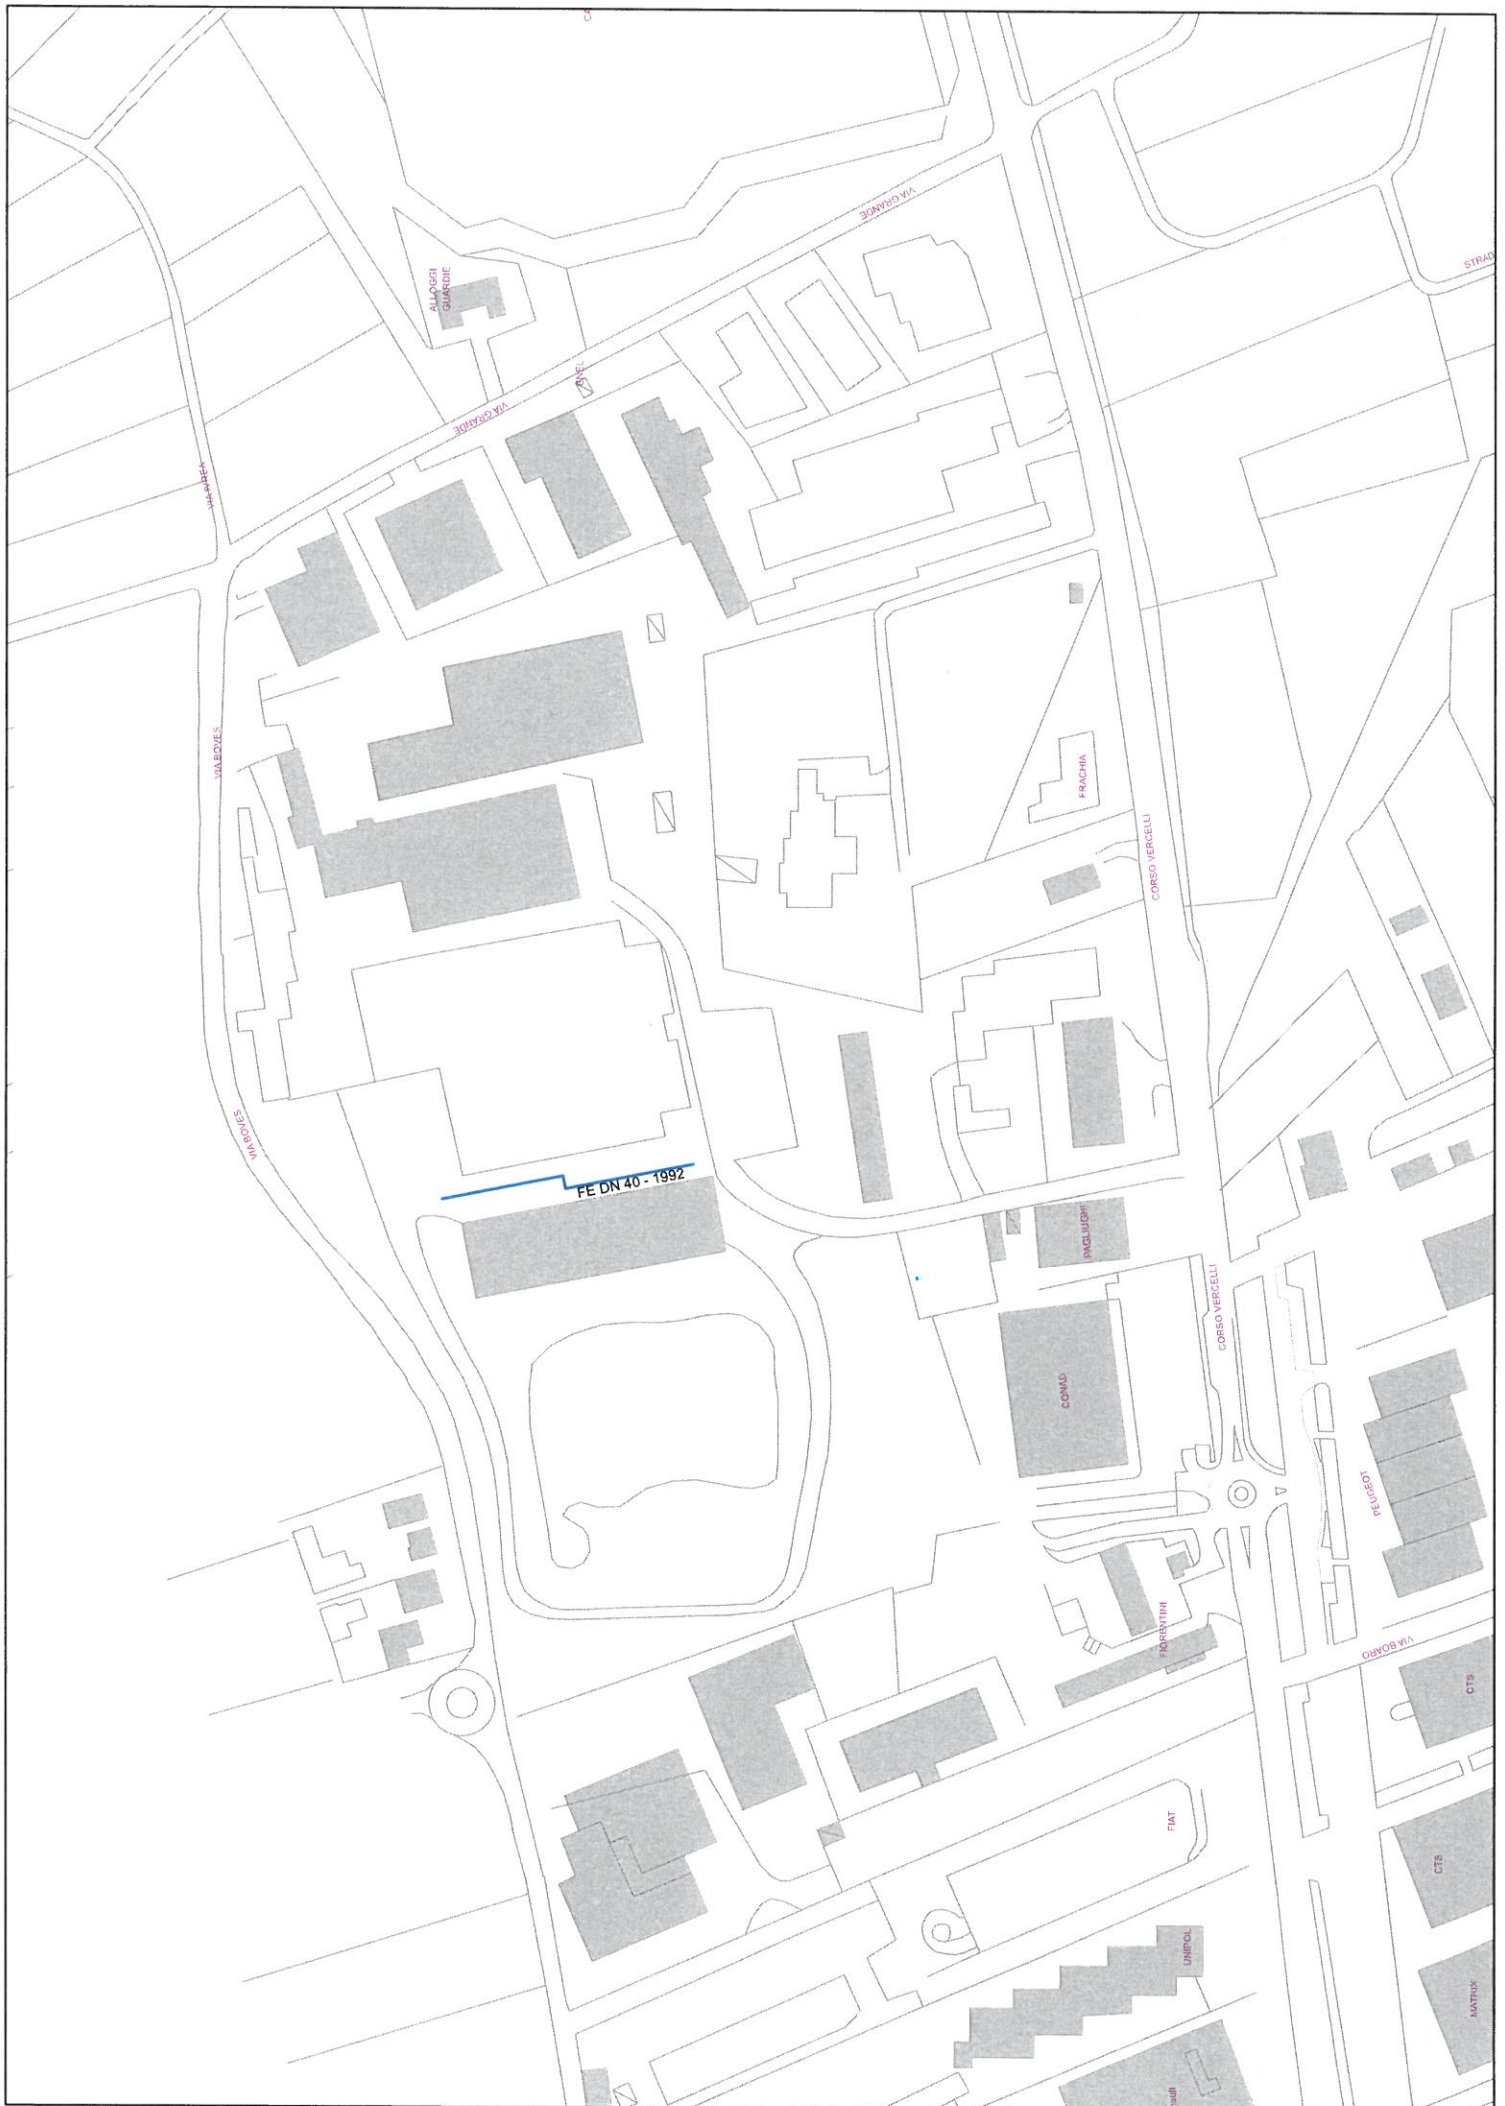 CA
VIA GRANDE
STRAD
ALLOGGI
GUARDIE
ENEL
VIA GRANDE
VIA IVREA
VIA BOVES
FRACHIA
CORSO VERCELLI
VIA BOVES
FE DN 40 - 1992
PAGLIUGHI
CORSO VERCELLI
CONAD
PEUGEOT
FIORENTINI
VIA BOARO
CTS
FIAT
CTS
UNIPOL
MATRIX